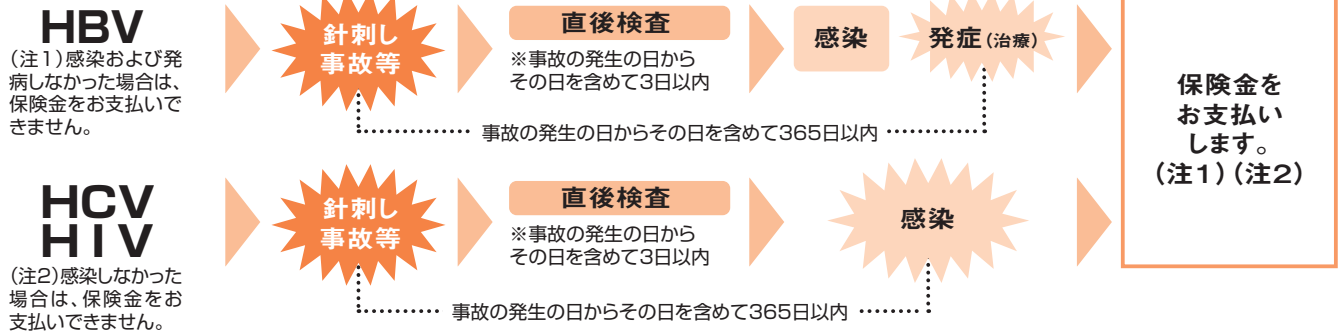 HBV
(注1)感染および発
病しなかった場合は、
保険金をお支払いで
きません。
針刺し
事故等
直後検査
※事故の発生の日から
その日を含めて3日以内
感染
発症(治療)
事故の発生の日からその日を含めて365日以内
HCV
HIV
(注2)感染しなかった
場合は、保険金をお
支払いできません。
針刺し
事故等
直後検査
※事故の発生の日から
その日を含めて3日以内
感染
事故の発生の日からその日を含めて365日以内
保険金を
お支払い
します。
(注1)(注2)